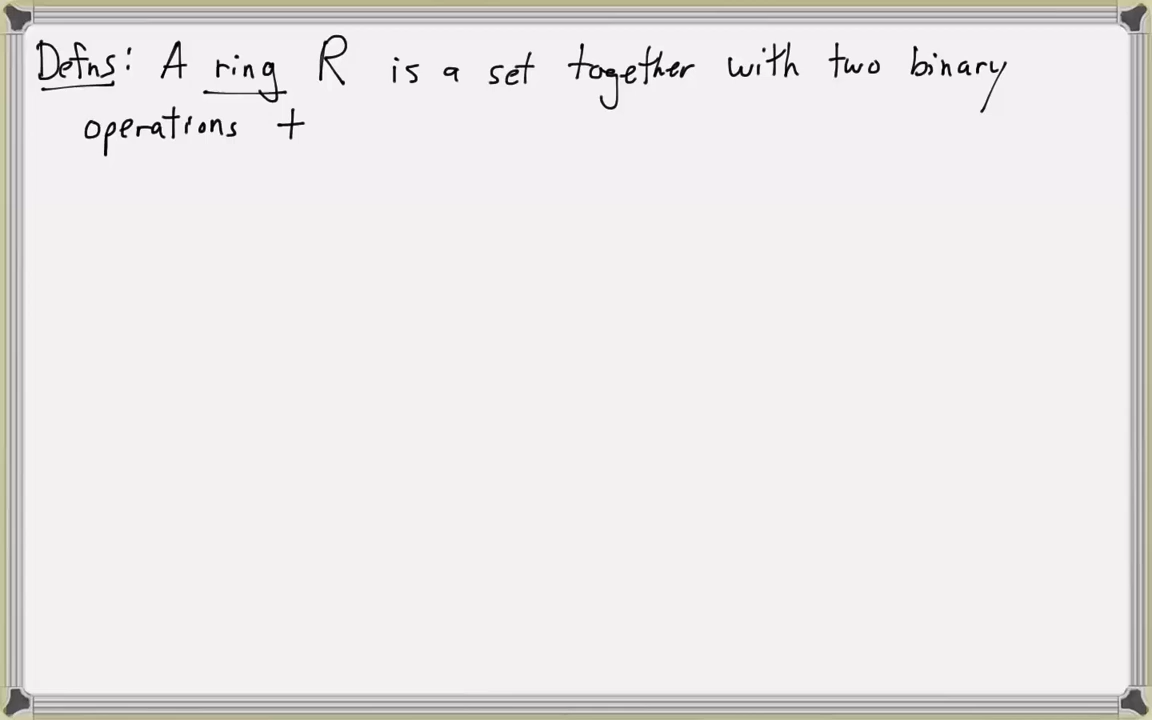 Defns: A ring R is a set together with two binary
operations +